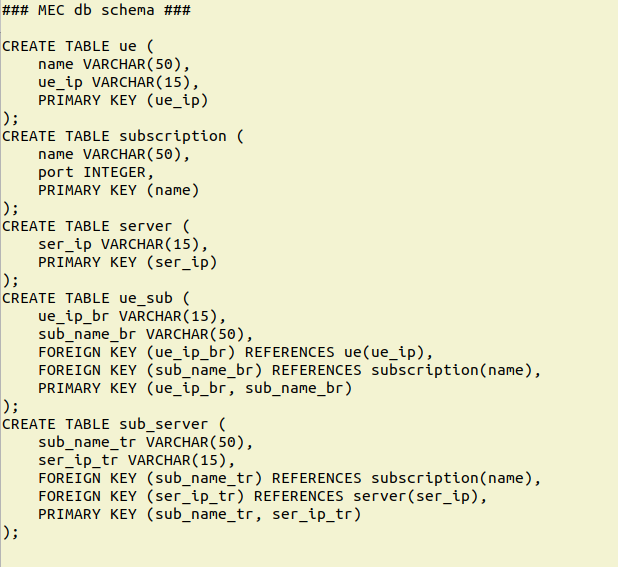 ### MEC db schema ###
CREATE TABLE ue (
    name VARCHAR(50),
    ue_ip VARCHAR(15),
    PRIMARY KEY (ue_ip)
);
CREATE TABLE subscription (
    name VARCHAR(50),
    port INTEGER,
    PRIMARY KEY (name)
);
CREATE TABLE server (
    ser_ip VARCHAR(15),
    PRIMARY KEY (ser_ip)
);
CREATE TABLE ue_sub (
    ue_ip_br VARCHAR(15),
    sub_name_br VARCHAR(50),
    FOREIGN KEY (ue_ip_br) REFERENCES ue(ue_ip),
    FOREIGN KEY (sub_name_br) REFERENCES subscription(name),
    PRIMARY KEY (ue_ip_br, sub_name_br)
);
CREATE TABLE sub_server (
    sub_name_tr VARCHAR(50),
    ser_ip_tr VARCHAR(15),
    FOREIGN KEY (sub_name_tr) REFERENCES subscription(name),
    FOREIGN KEY (ser_ip_tr) REFERENCES server(ser_ip),
    PRIMARY KEY (sub_name_tr, ser_ip_tr)
);